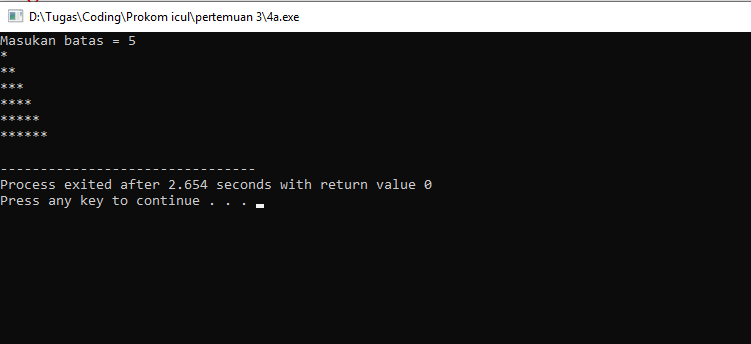 D:\Tugas\Coding\Prokom icul\pertemuan 3\4a.exe
Masukan batas = 5
*
**
***
****
*****
******
--------------------------------
Process exited after 2.654 seconds with return value 0
Press any key to continue . . .